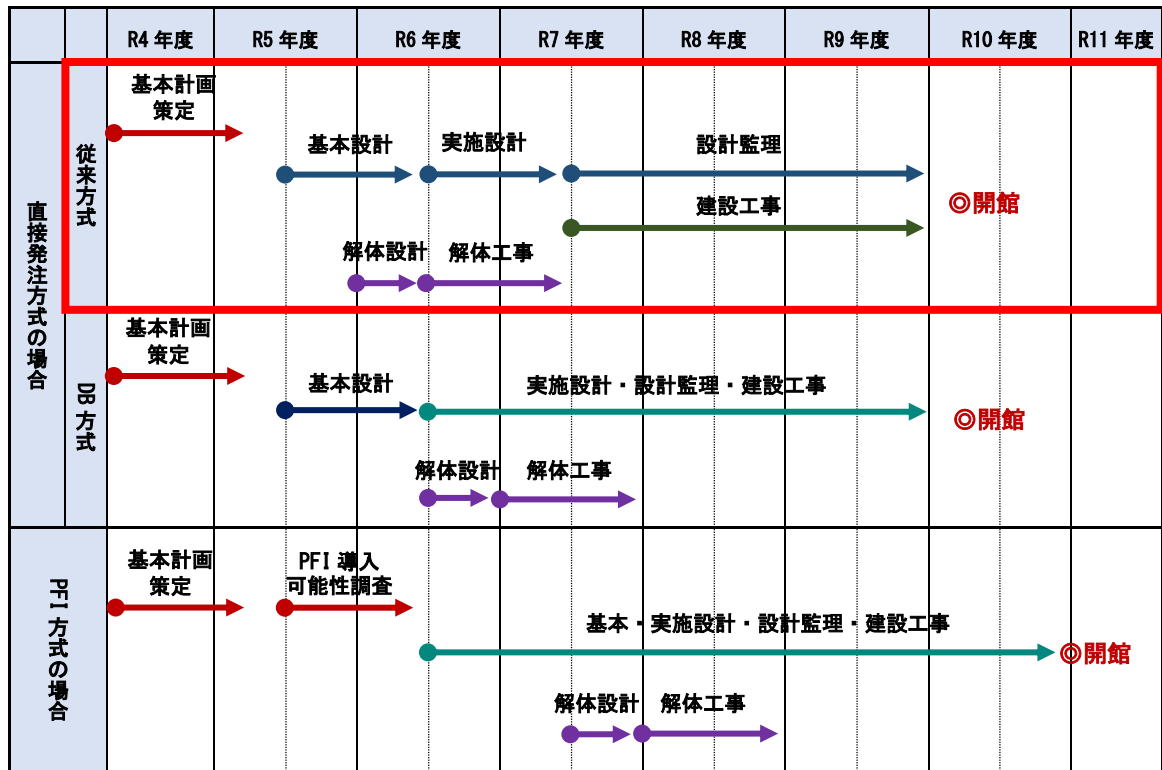 R4 年度
R5 年度
R6 年度
R7 年度
R8 年度
R9 年度
R10 年度
R11 年度
直接発注方式の場合
従来方式
基本計画
策定
基本設計
実施設計
設計監理
建設工事
◎開館
解体設計
解体工事
DB 方式
基本計画
策定
基本設計
実施設計・設計監理・建設工事
◎開館
解体設計
解体工事
PFI 方式の場合
基本計画
策定
PFI 導入
可能性調査
基本・実施設計・設計監理・建設工事
◎開館
解体設計
解体工事